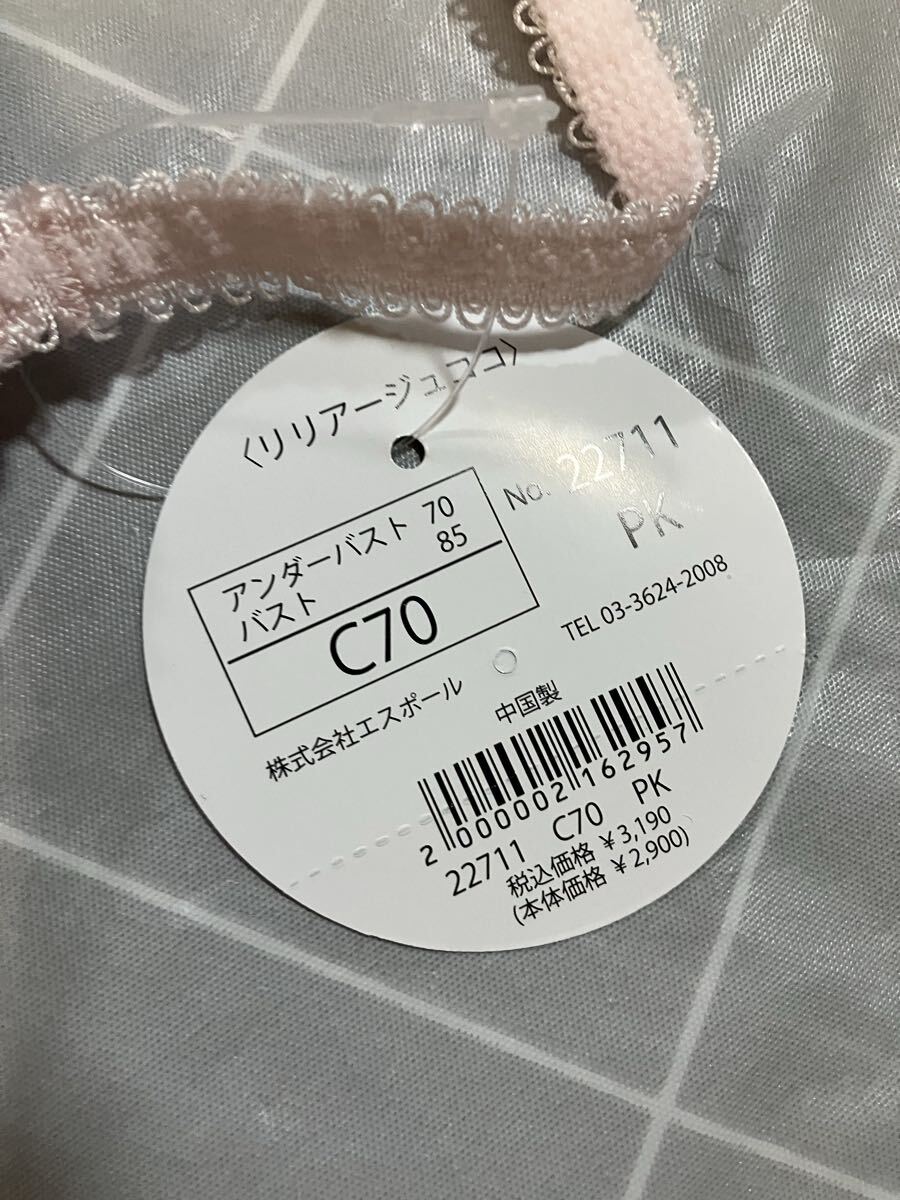 〈リリアージュココ〉
No. 22711
PK
アンダーバスト 70
バスト 85
C70
TEL 03-3624-2008
株式会社エスポール
中国製
2 000002 162957
22711 C70 PK
税込価格 ￥3,190
(本体価格 ￥2,900)